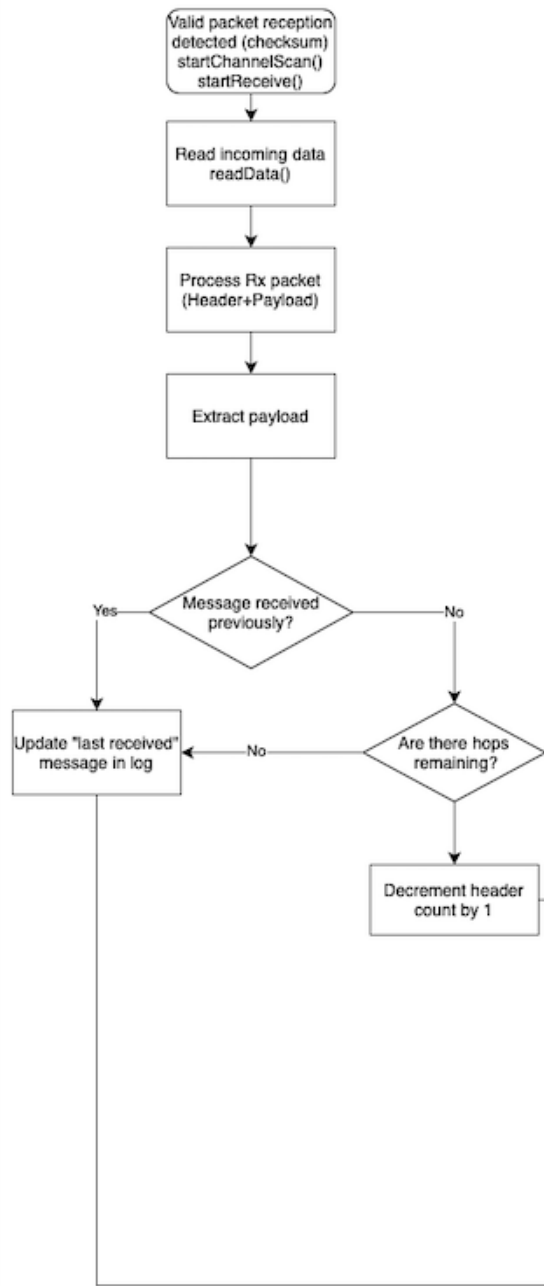 Valid packet reception
detected (checksum)
startChannelScan()
startReceive()
Read incoming data
readData()
Process Rx packet
(Header+Payload)
Extract payload
Message received
previously?
Yes
No
Update "last received"
message in log
No
Are there hops
remaining?
Decrement header
count by 1